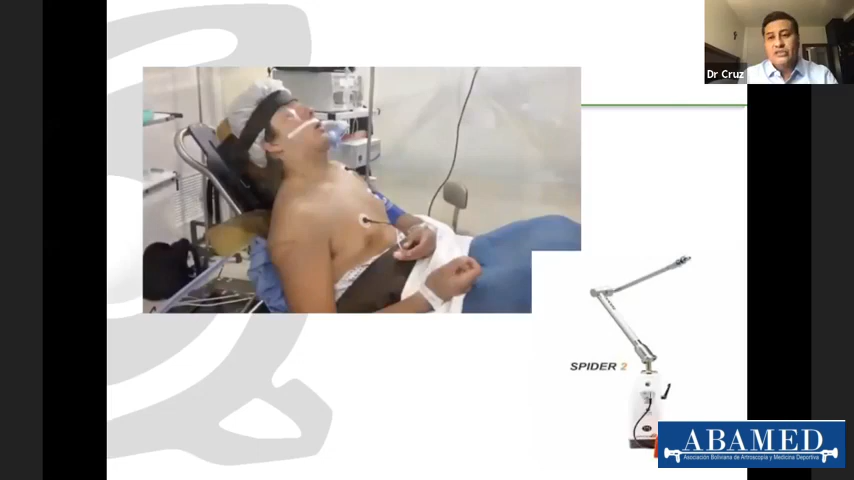 Dr Cruz
SPIDER 2
ABAMED
Asociación Boliviana de Artroscopía y Medicina Deportiva